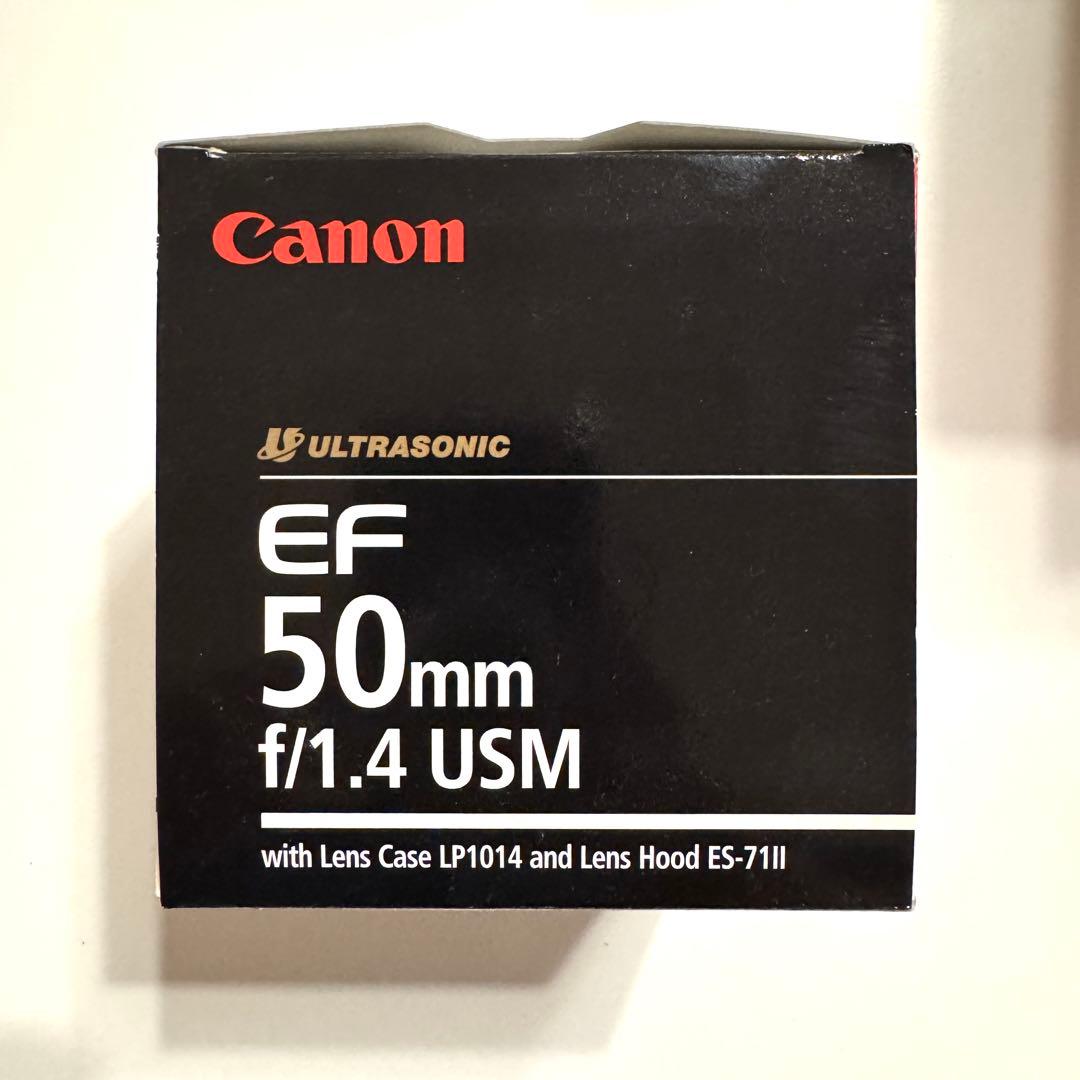 Canon
ULTRASONIC
EF
50mm
f/1.4 USM
with Lens Case LP1014 and Lens Hood ES-71II